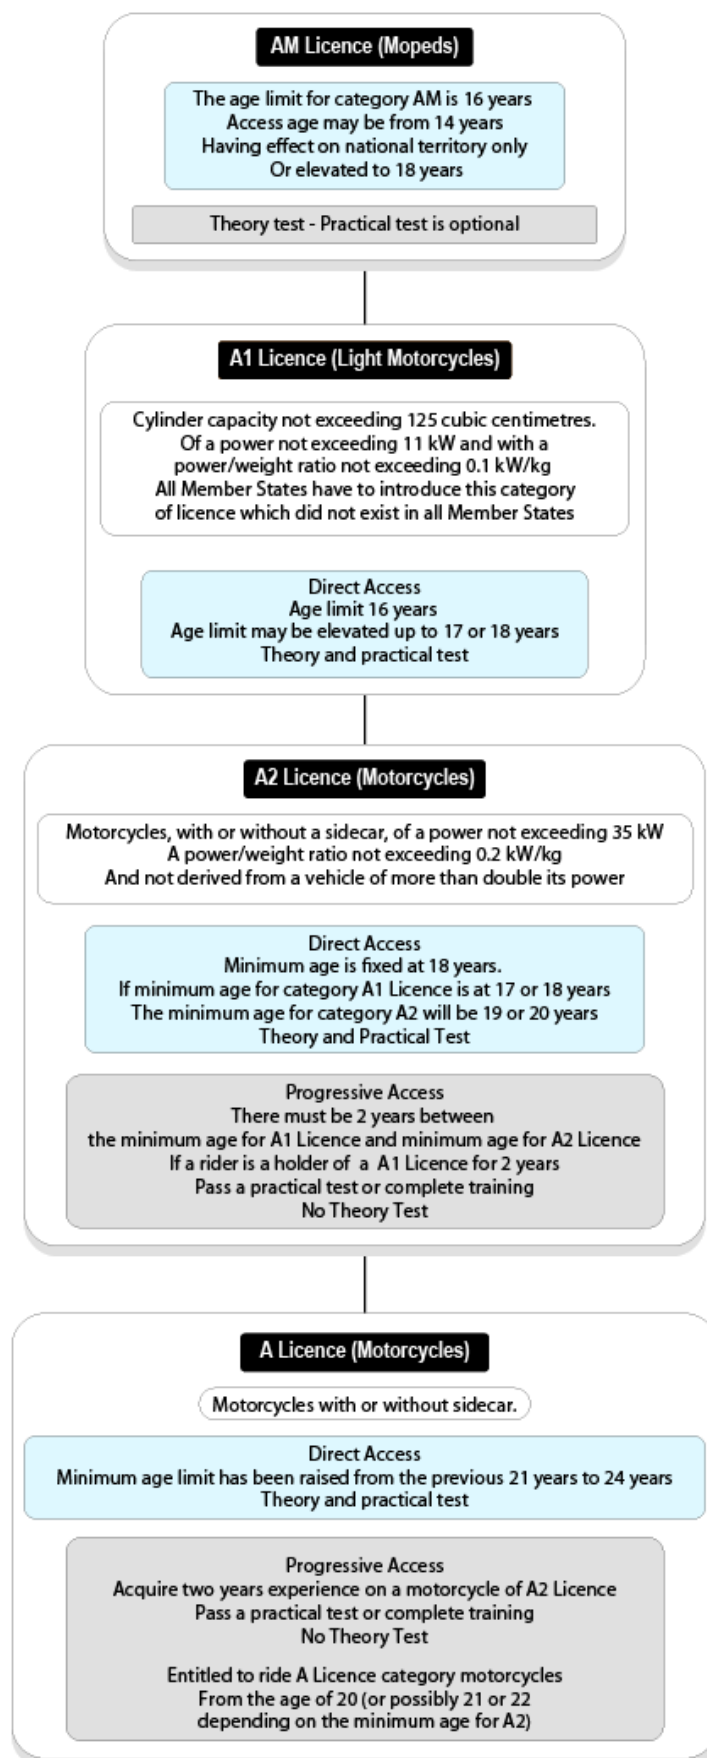 AM Licence (Mopeds)
The age limit for category AM is 16 years
Access age may be from 14 years
Having effect on national territory only
Or elevated to 18 years
Theory test - Practical test is optional
A1 Licence (Light Motorcycles)
Cylinder capacity not exceeding 125 cubic centimetres.
Of a power not exceeding 11 kW and with a
power/weight ratio not exceeding 0.1 kW/kg
All Member States have to introduce this category
of licence which did not exist in all Member States
Direct Access
Age limit 16 years
Age limit may be elevated up to 17 or 18 years
Theory and practical test
A2 Licence (Motorcycles)
Motorcycles, with or without a sidecar, of a power not exceeding 35 kW
A power/weight ratio not exceeding 0.2 kW/kg
And not derived from a vehicle of more than double its power
Direct Access
Minimum age is fixed at 18 years.
If minimum age for category A1 Licence is at 17 or 18 years
The minimum age for category A2 will be 19 or 20 years
Theory and Practical Test
Progressive Access
There must be 2 years between
the minimum age for A1 Licence and minimum age for A2 Licence
If a rider is a holder of a A1 Licence for 2 years
Pass a practical test or complete training
No Theory Test
A Licence (Motorcycles)
Motorcycles with or without sidecar.
Direct Access
Minimum age limit has been raised from the previous 21 years to 24 years
Theory and practical test
Progressive Access
Acquire two years experience on a motorcycle of A2 Licence
Pass a practical test or complete training
No Theory Test
Entitled to ride A Licence category motorcycles
From the age of 20 (or possibly 21 or 22
depending on the minimum age for A2)